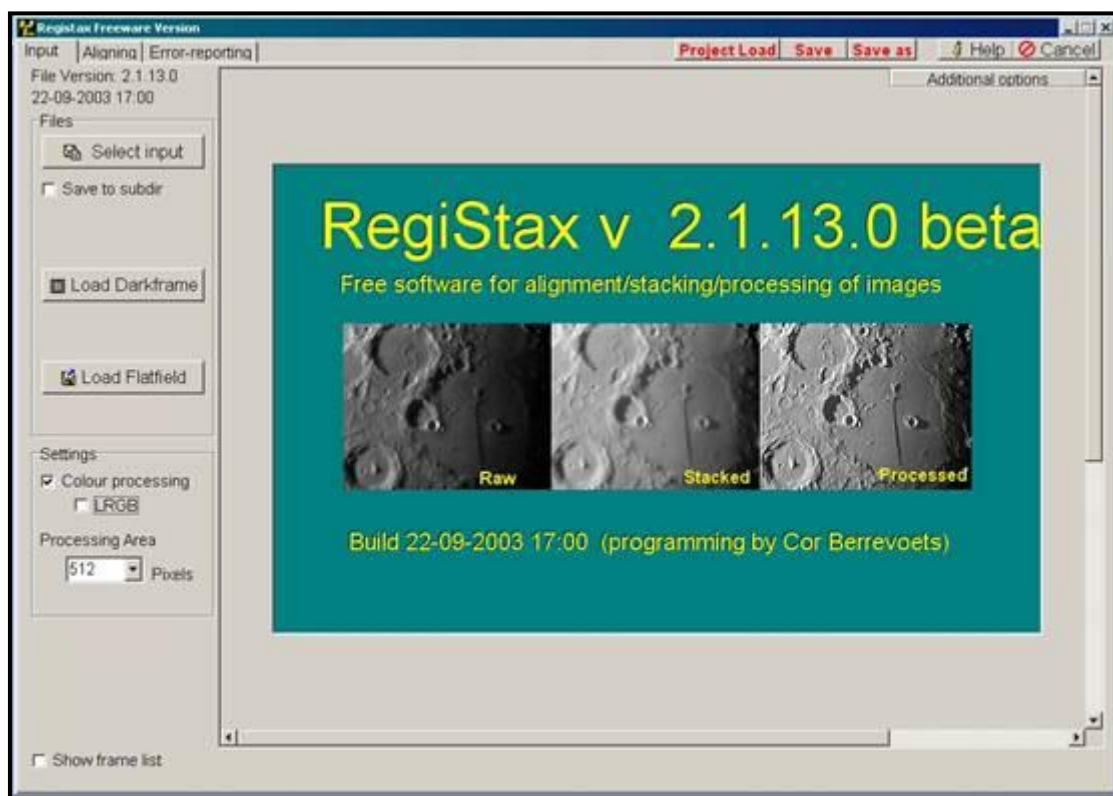 Registax Freeware Version
Input Aligning Error-reporting Project Load Save Save as Help Cancel
File Version: 2.1.13.0
22-09-2003 17:00
Additional options
Files
Select input
Save to subdir
Load Darkframe
Load Flatfield
Settings
Colour processing
LRGB
Processing Area
512 Pixels
Show frame list
RegiStax v 2.1.13.0 beta
Free software for alignment/stacking/processing of images
Raw Stacked Processed
Build 22-09-2003 17:00 (programming by Cor Berrevoets)